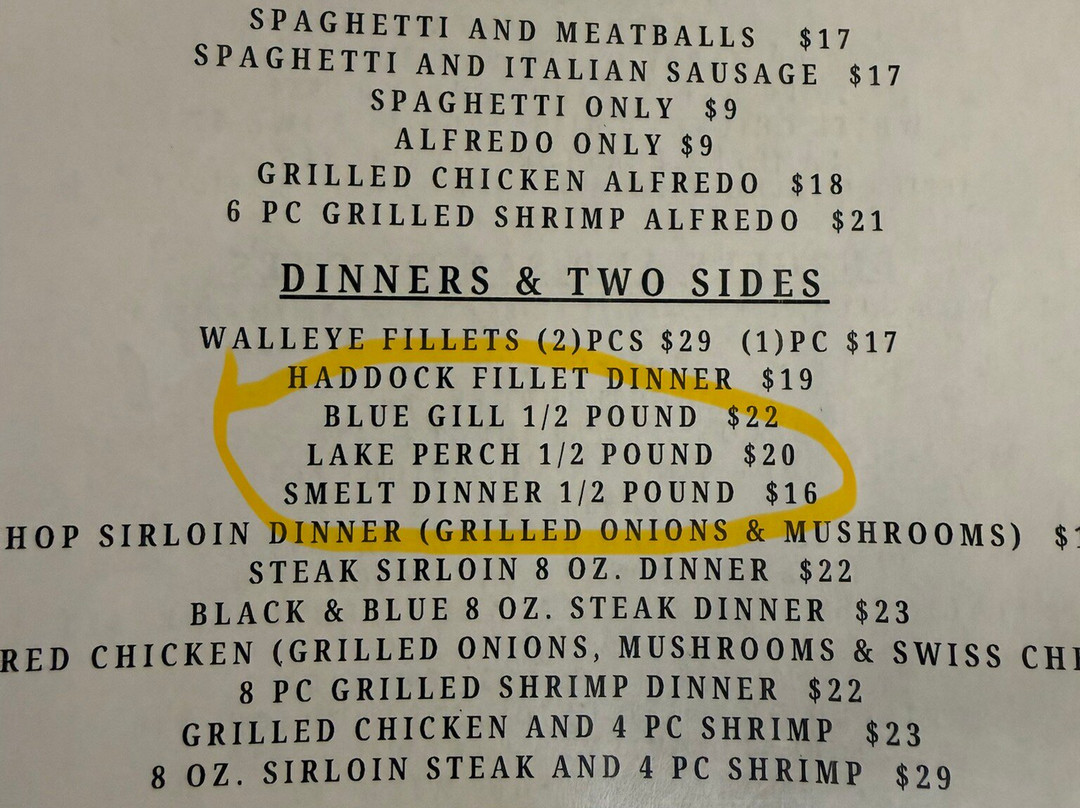 SPAGHETTI AND MEATBALLS $17
SPAGHETTI AND ITALIAN SAUSAGE $17
SPAGHETTI ONLY $9
ALFREDO ONLY $9
GRILLED CHICKEN ALFREDO $18
6 PC GRILLED SHRIMP ALFREDO $21
DINNERS & TWO SIDES
WALLEYE FILLETS (2)PCS $29 (1)PC $17
HADDOCK FILLET DINNER $19
BLUE GILL 1/2 POUND $22
LAKE PERCH 1/2 POUND $20
SMELT DINNER 1/2 POUND $16
HOP SIRLOIN DINNER (GRILLED ONIONS & MUSHROOMS)
STEAK SIRLOIN 8 OZ. DINNER $22
BLACK & BLUE 8 OZ. STEAK DINNER $23
RED CHICKEN (GRILLED ONIONS, MUSHROOMS & SWISS
8 PC GRILLED SHRIMP DINNER $22
GRILLED CHICKEN AND 4 PC SHRIMP $23
8 OZ. SIRLOIN STEAK AND 4 PC SHRIMP $29